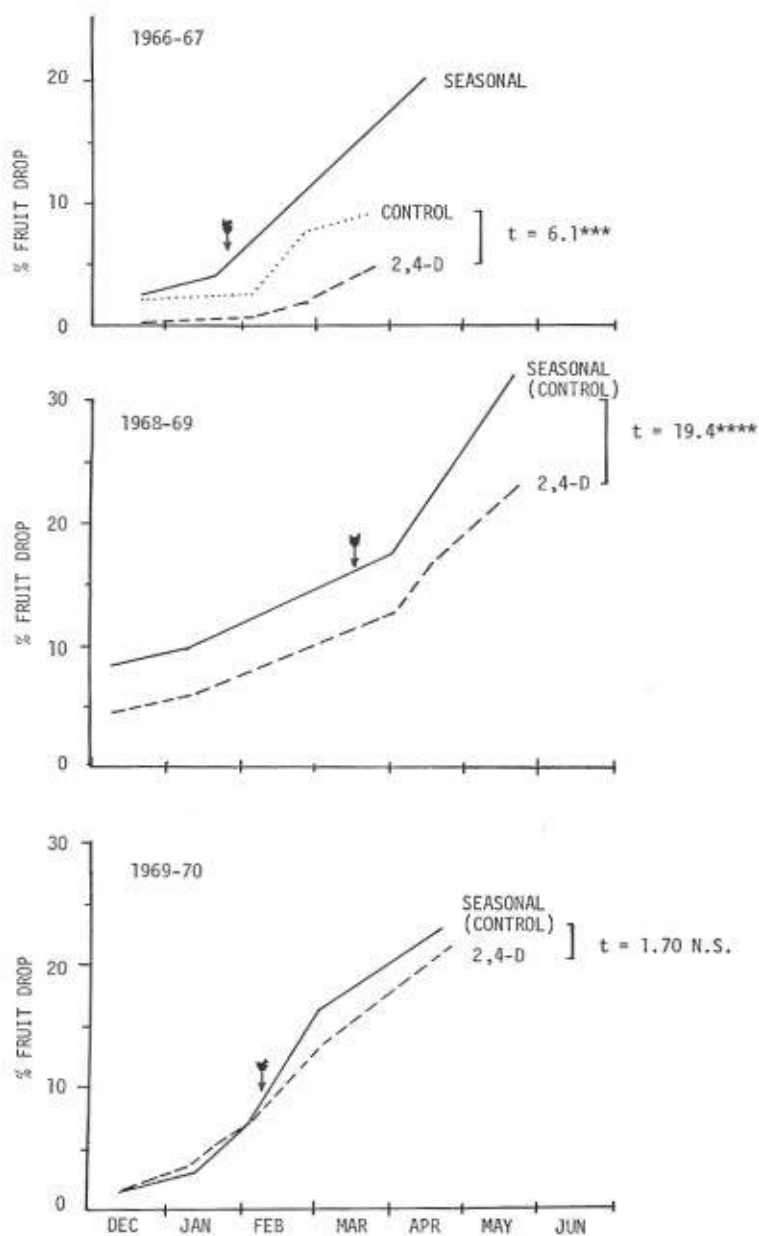 1966-67
20
SEASONAL
% FRUIT DROP
10
CONTROL
t = 6.1***
2,4-D
0
SEASONAL
(CONTROL)
30
1968-69
t = 19.4****
2,4-D
20
% FRUIT DROP
10
0
30
1969-70
SEASONAL
(CONTROL)
2,4-D
t = 1.70 N.S.
20
% FRUIT DROP
10
0
DEC JAN FEB MAR APR MAY JUN